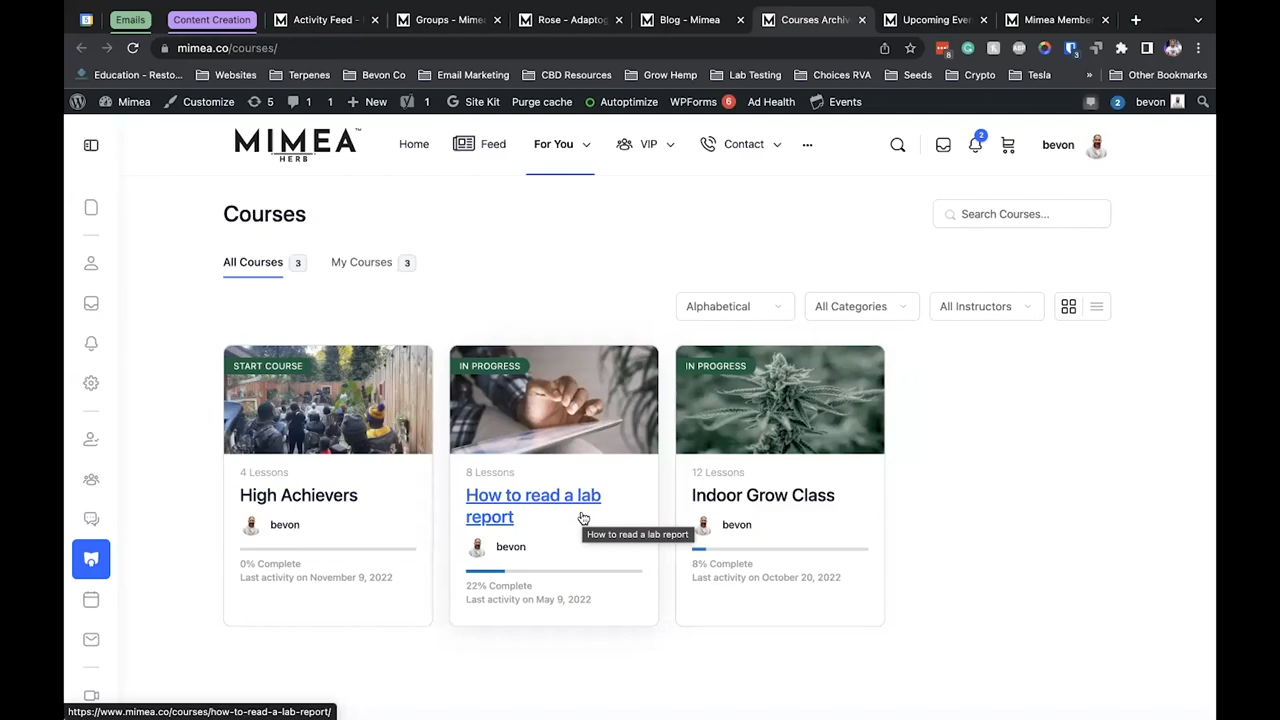 5
Emails
Content Creation
Activity Feed -
Groups - Mime
Rose - Adaptog
Blog - Mimea
Courses Archiv
Upcoming Ever
Mimea Membe
mimea.co/courses/
Education - Resto...
Websites
Terpenes
Bevon Co
Email Marketing
CBD Resources
Grow Hemp
Lab Testing
Choices RVA
Seeds
Crypto
Tesla
»
Other Bookmarks
Mimea
Customize
5
1
1
New
1
Site Kit
Purge cache
Autoptimize
WPForms 6
Ad Health
Events
2
bevon
MIMEA™
HERB
Home
Feed
For You
VIP
Contact
...
2
bevon
Courses
Search Courses...
All Courses 3
My Courses 3
Alphabetical
All Categories
All Instructors
START COURSE
4 Lessons
High Achievers
bevon
0% Complete
Last activity on November 9, 2022
IN PROGRESS
8 Lessons
How to read a lab
report
How to read a lab report
bevon
22% Complete
Last activity on May 9, 2022
IN PROGRESS
12 Lessons
Indoor Grow Class
bevon
8% Complete
Last activity on October 20, 2022
https://www.mimea.co/courses/how-to-read-a-lab-report/